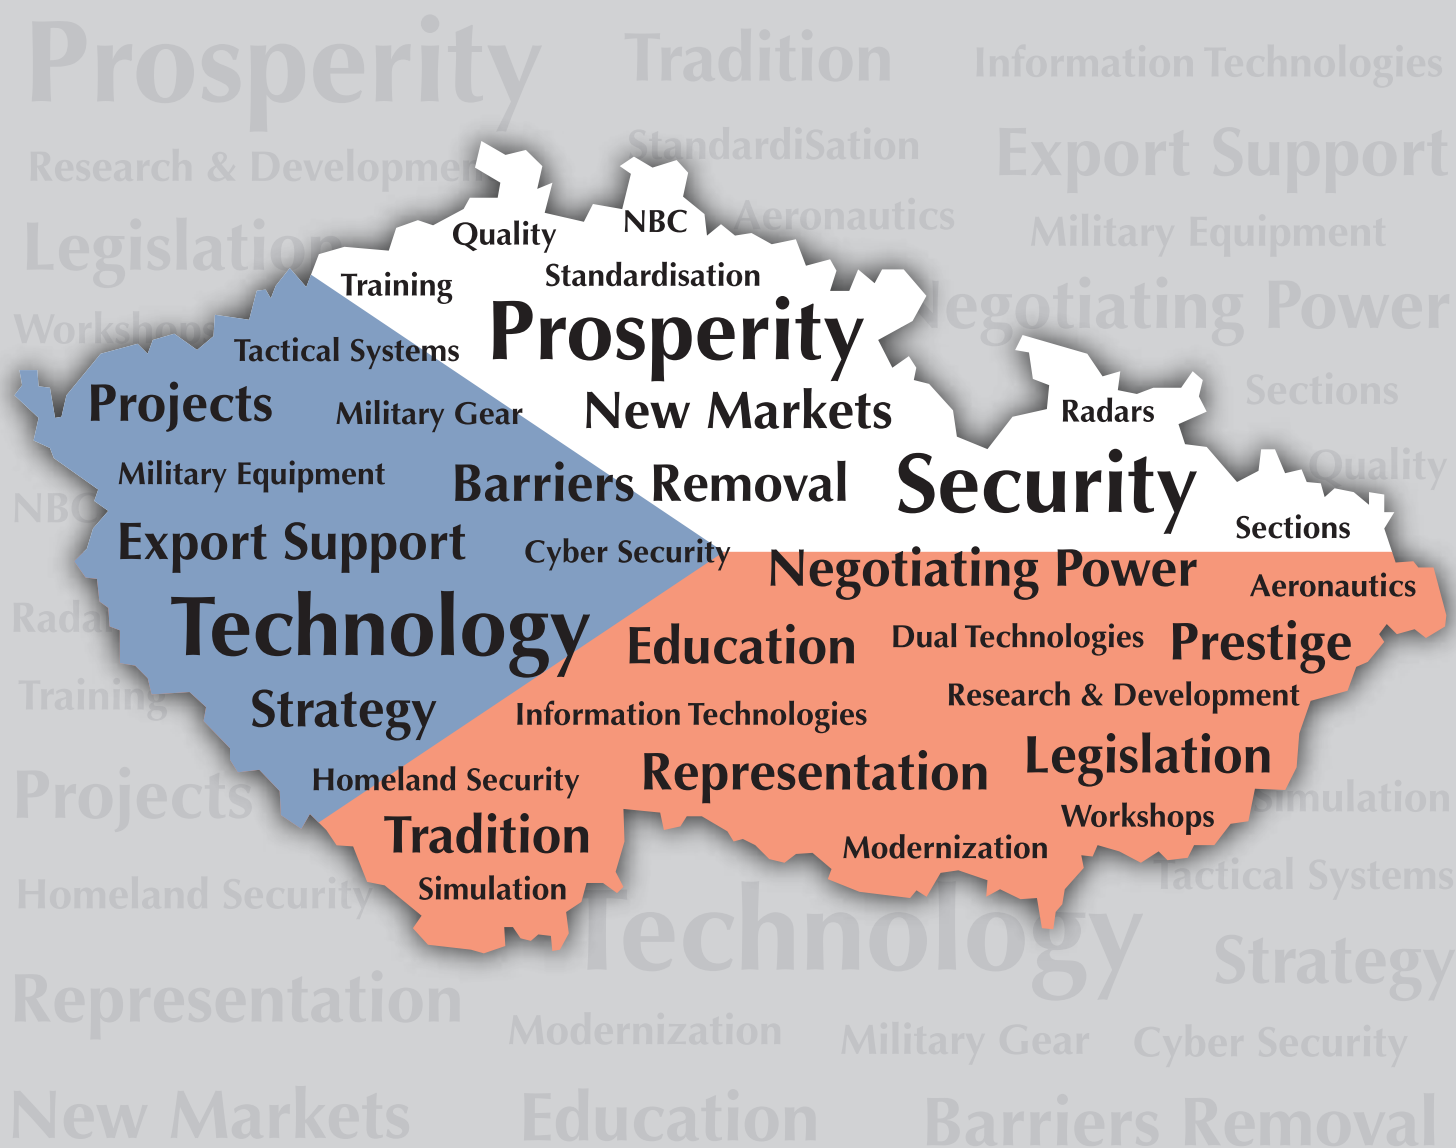 Prosperity
Tradition
Information Technologies
StandardiSation
Export Support
Research & Developmen
Aeronautics
Military Equipment
Legislation
Negotiating Power
Workshops
Sections
Quality
NBC
Radar
Training
Projects
Simulation
Homeland Security
Tactical Systems
Technology
Strategy
Representation
Modernization
Military Gear
Cyber Security
New Markets
Education
Barriers Removal
Quality
NBC
Training
Standardisation
Prosperity
Tactical Systems
Projects
Military Gear
New Markets
Radars
Military Equipment
Barriers Removal
Security
Sections
Export Support
Cyber Security
Negotiating Power
Aeronautics
Technology
Education
Dual Technologies
Prestige
Strategy
Information Technologies
Research & Development
Homeland Security
Representation
Legislation
Tradition
Workshops
Modernization
Simulation